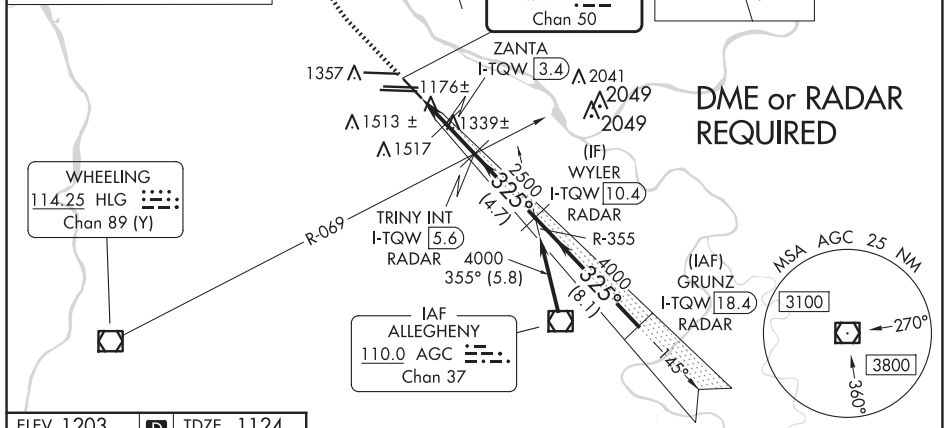 Chan 50
ZANTA
I-TQW 3.4
1357
2041
1176±
2049
DME or RADAR
REQUIRED
1513 ±
1339±
2049
1517
(IF)
WYLER
I-TQW 10.4
RADAR
2500
325°
(4.7)
WHEELING
114.25 HLG
Chan 89 (Y)
R-069
TRINY INT
I-TQW 5.6
RADAR
R-355
4000
355° (5.8)
4000
325°
(8.1)
(IAF)
GRUNZ
I-TQW 18.4
RADAR
MSA AGC 25 NM
3100
270°
3800
360°
IAF
ALLEGHENY
110.0 AGC
Chan 37
145°
ELEV 1203
D
TDZE 1124